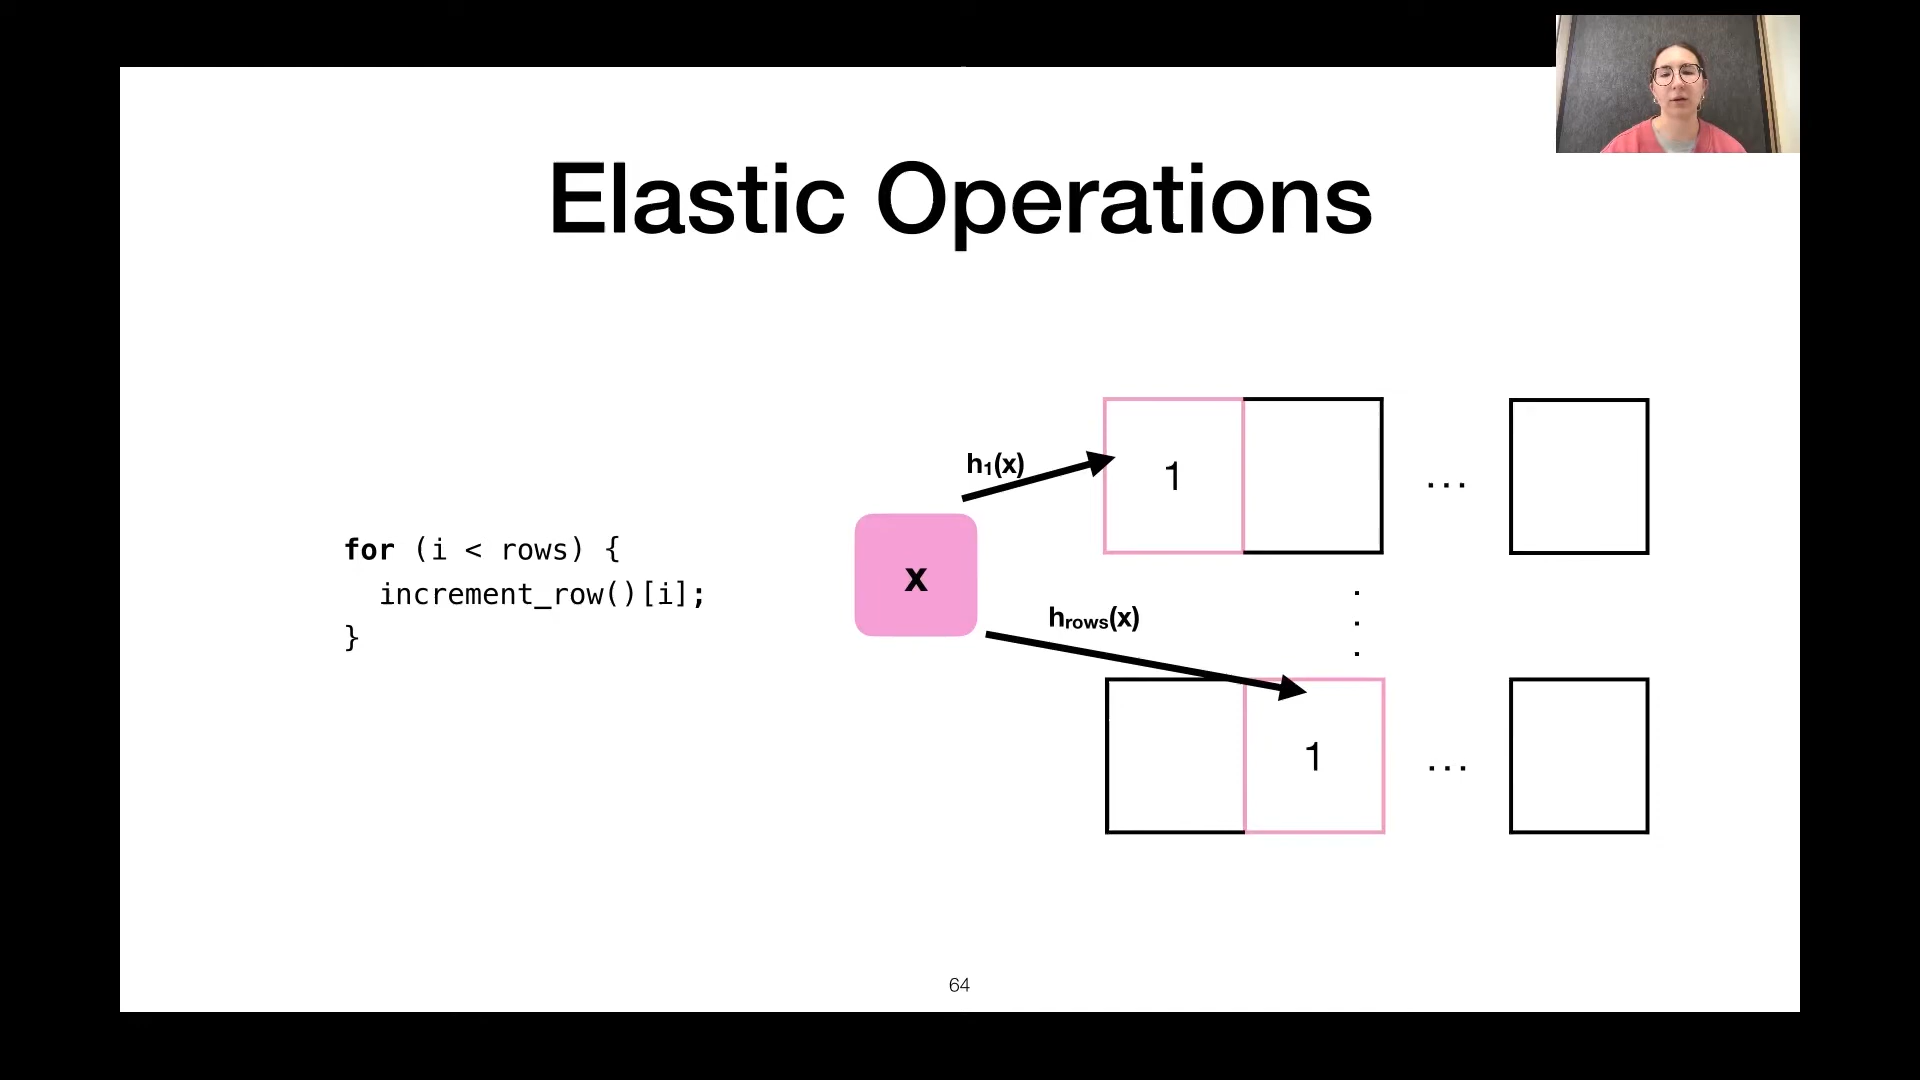 Elastic Operations
for (i < rows) {
increment_row()[i];
}
x
h₁(x)
hrows(x)
1
...
1
...
64